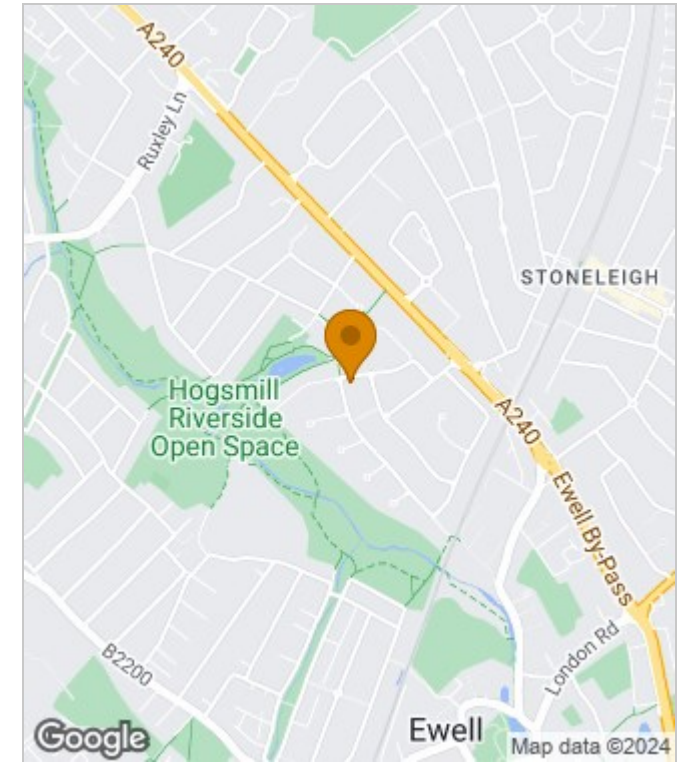 A240
Ruxley Ln
STONELEIGH
Hogsmill
Riverside
Open Space
A240
Ewell By-Pass
London Rd
B2200
Ewell
Google
Map data ©2024